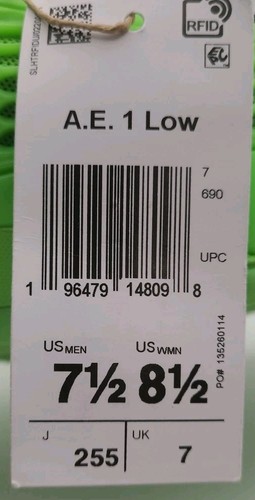 RFID
A.E. 1 Low
7
690
UPC
1 96479 14809 8
US MEN US WMN
7½ 8½
PO# 135260114
J UK
255 7